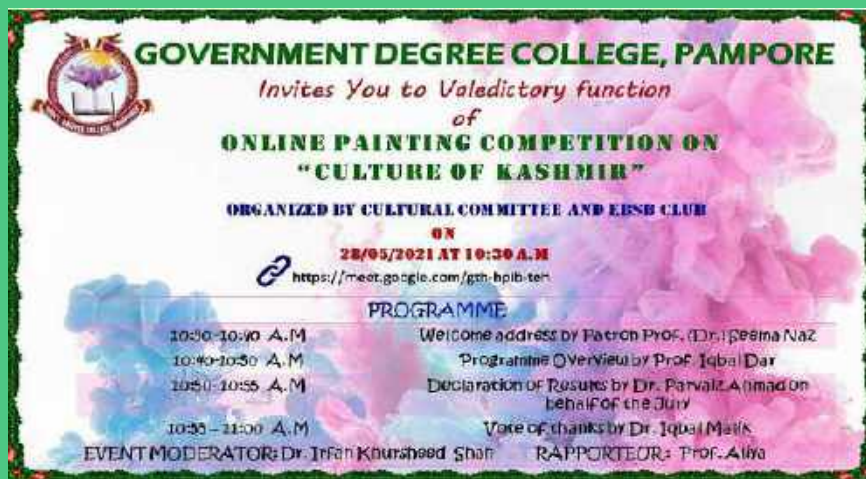 GOVERNMENT DEGREE COLLEGE, PAMPORE
Invites You to Valedictory function
of
ONLINE PAINTING COMPETITION ON
"CULTURE OF KASHMIR"
ORGANIZED BY CULTURAL COMMITTEE AND EBSB CLUB
ON
28/05/2021 AT 10:30 A.M
https://meet.google.com/
PROGRAMME
10:30-10:40 A.M Welcome address by Patron Prof. (Dr.) Seema Naz
10:40-10:50 A.M Programme Overview by Prof. Iqbal Dar
10:50-10:55 A.M Declaration of Results by Dr. Parvaiz Ahmad on
behalf of the Jury
10:55 - 11:00 A.M Vote of thanks by Dr. Iqbal Malik
EVENT MODERATOR: Dr. Irfan Khursheed Shah RAPPORTEUR: Prof. Aliya